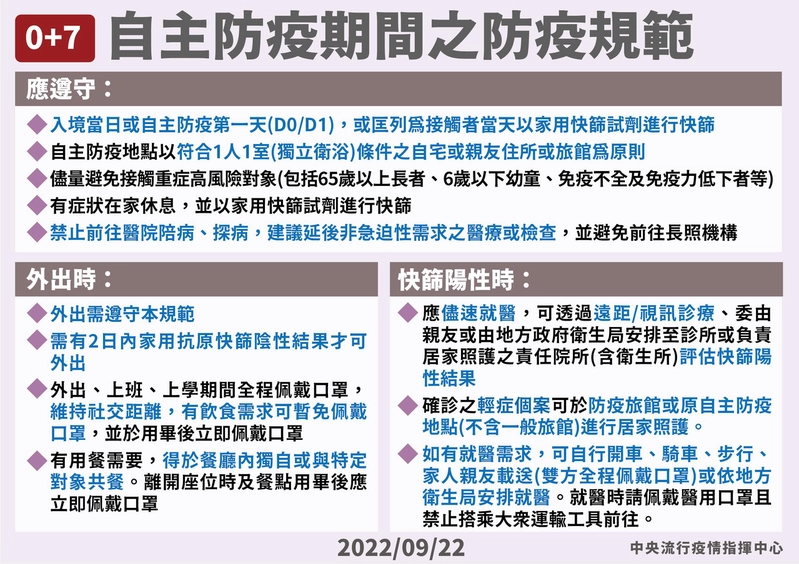 0+7 自主防疫期間之防疫規範
應遵守：
入境當日或自主防疫第一天(D0/D1)，或匡列為接觸者當天以家用快篩試劑進行快篩
自主防疫地點以符合1人1室(獨立衛浴)條件之自宅或親友住所或旅館為原則
儘量避免接觸重症高風險對象(包括65歲以上長者、6歲以下幼童、免疫不全及免疫力低下者等)
有症狀在家休息，並以家用快篩試劑進行快篩
禁止前往醫院陪病、探病，建議延後非急迫性需求之醫療或檢查，並避免前往長照機構
外出時：
外出需遵守本規範
需有2日內家用抗原快篩陰性結果才可
外出
外出、上班、上學期間全程佩戴口罩，
維持社交距離，有飲食需求可暫免佩戴
口罩，並於用畢後立即佩戴口罩
有用餐需要，得於餐廳內獨自或與特定
對象共餐。離開座位時及餐點用畢後應
立即佩戴口罩
快篩陽性時：
應儘速就醫，可透過遠距/視訊診療、委由
親友或由地方政府衛生局安排至診所或負責
居家照護之責任院所(含衛生所)評估快篩陽
性結果
確診之輕症個案可於防疫旅館或原自主防疫
地點(不含一般旅館)進行居家照護。
如有就醫需求，可自行開車、騎車、步行、
家人親友載送(雙方全程佩戴口罩)或依地方
衛生局安排就醫。就醫時請佩戴醫用口罩且
禁止搭乘大眾運輸工具前往。
2022/09/22
中央流行疫情指揮中心